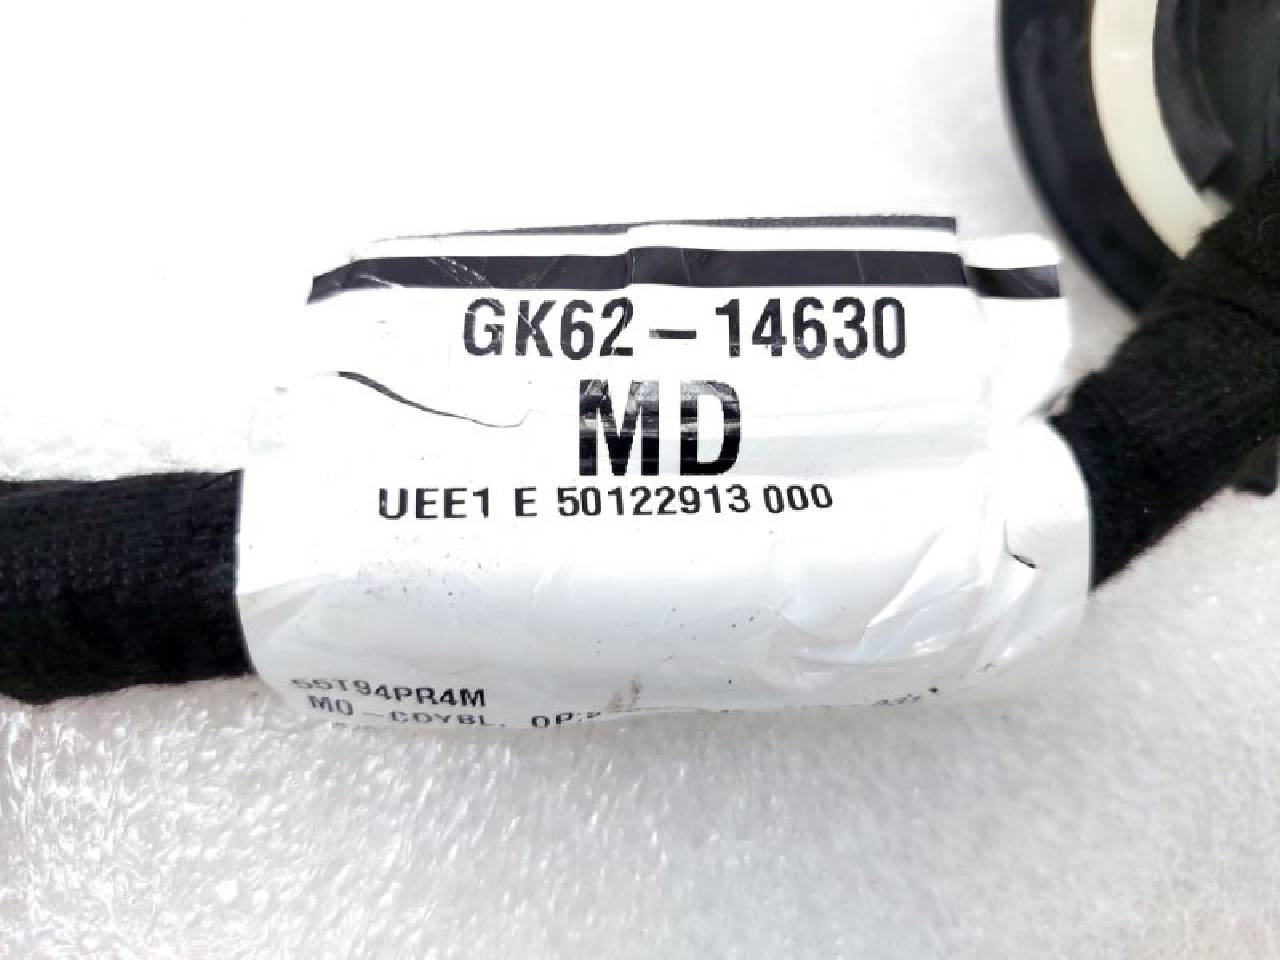 GK62-14630
MD
UEE1 E 50122913 000
55T94PR4M